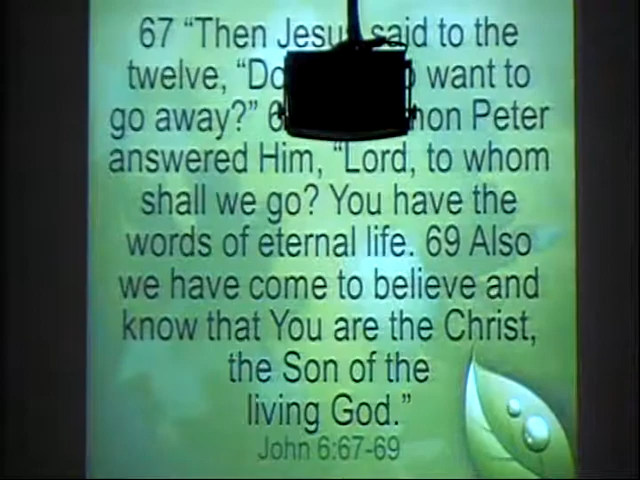 67 “Then Jesus said to the
twelve, “Do want to
go away?” Peter
answered Him, “Lord, to whom
shall we go? You have the
words of eternal life. 69 Also
we have come to believe and
know that You are the Christ,
the Son of the
living God.”
John 6:67-69